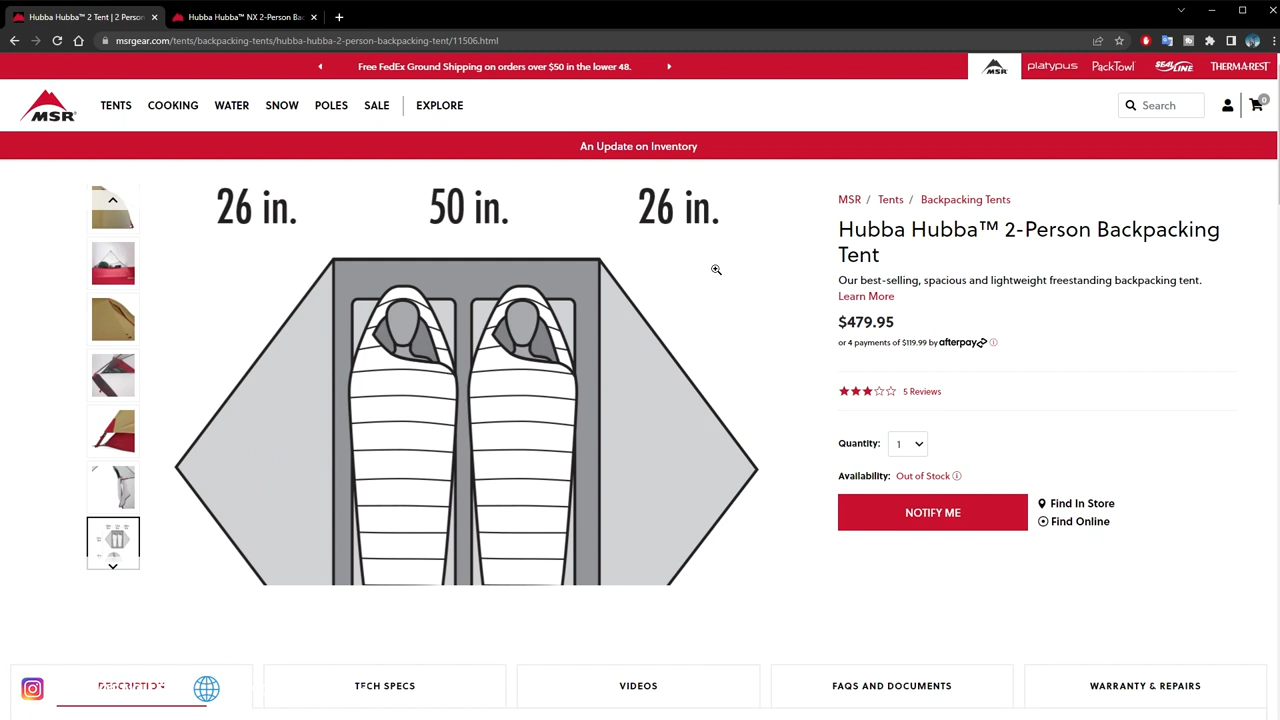 Hubba Hubba™ 2 Tent | 2 Person
Hubba Hubba™ NX 2-Person Bac
msrgear.com/tents/backpacking-tents/hubba-hubba-2-person-backpacking-tent/11506.html
Free FedEx Ground Shipping on orders over $50 in the lower 48.
MSR
PLATYPUS
PACKTOWL
SEALLINE
THERMAREST
MSR
TENTS
COOKING
WATER
SNOW
POLES
SALE
EXPLORE
Search
0
An Update on Inventory
26 in.
50 in.
26 in.
MSR / Tents / Backpacking Tents
Hubba Hubba™ 2-Person Backpacking
Tent
Our best-selling, spacious and lightweight freestanding backpacking tent.
Learn More
$479.95
or 4 payments of $119.99 by afterpay
5 Reviews
Quantity: 1
Availability: Out of Stock
NOTIFY ME
Find In Store
Find Online
DESCRIPTION
TECH SPECS
VIDEOS
FAQS AND DOCUMENTS
WARRANTY & REPAIRS